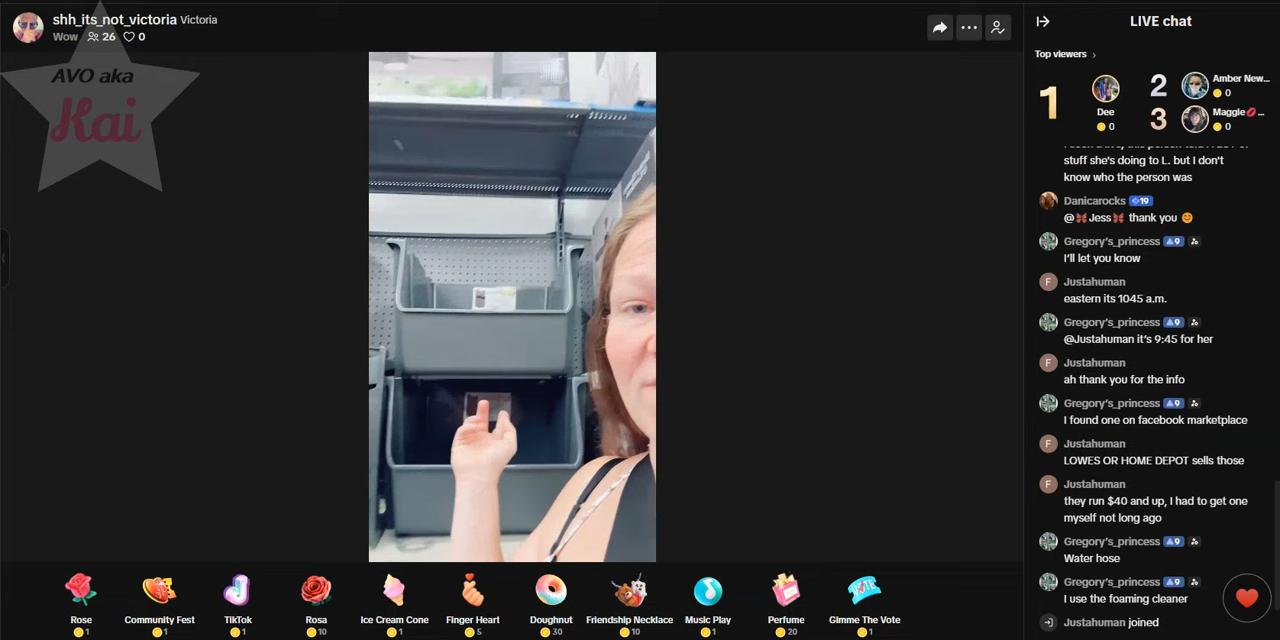 shh_its_not_victoria Victoria
Wow 26 0
AVO aka
Kai
LIVE chat
Top viewers
1
Dee
0
2
Amber New...
0
3
Maggie💋...
0
stuff she's doing to L. but I don't
know who the person was
Danicarocks 19
@🦋Jess🦋 thank you 😊
Gregory's_princess 9
I'll let you know
F Justahuman
eastern its 1045 a.m.
Gregory's_princess 9
@Justahuman it's 9:45 for her
F Justahuman
ah thank you for the info
Gregory's_princess 9
I found one on facebook marketplace
Justahuman
LOWES OR HOME DEPOT sells those
F Justahuman
they run $40 and up, I had to get one
myself not long ago
Gregory's_princess 9
Water hose
Gregory's_princess 9
I use the foaming cleaner
Justahuman joined
Rose
1
Community Fest
1
TikTok
1
Rosa
10
Ice Cream Cone
1
Finger Heart
5
Doughnut
30
Friendship Necklace
10
Music Play
1
Perfume
20
VOTE
Gimme The Vote
1